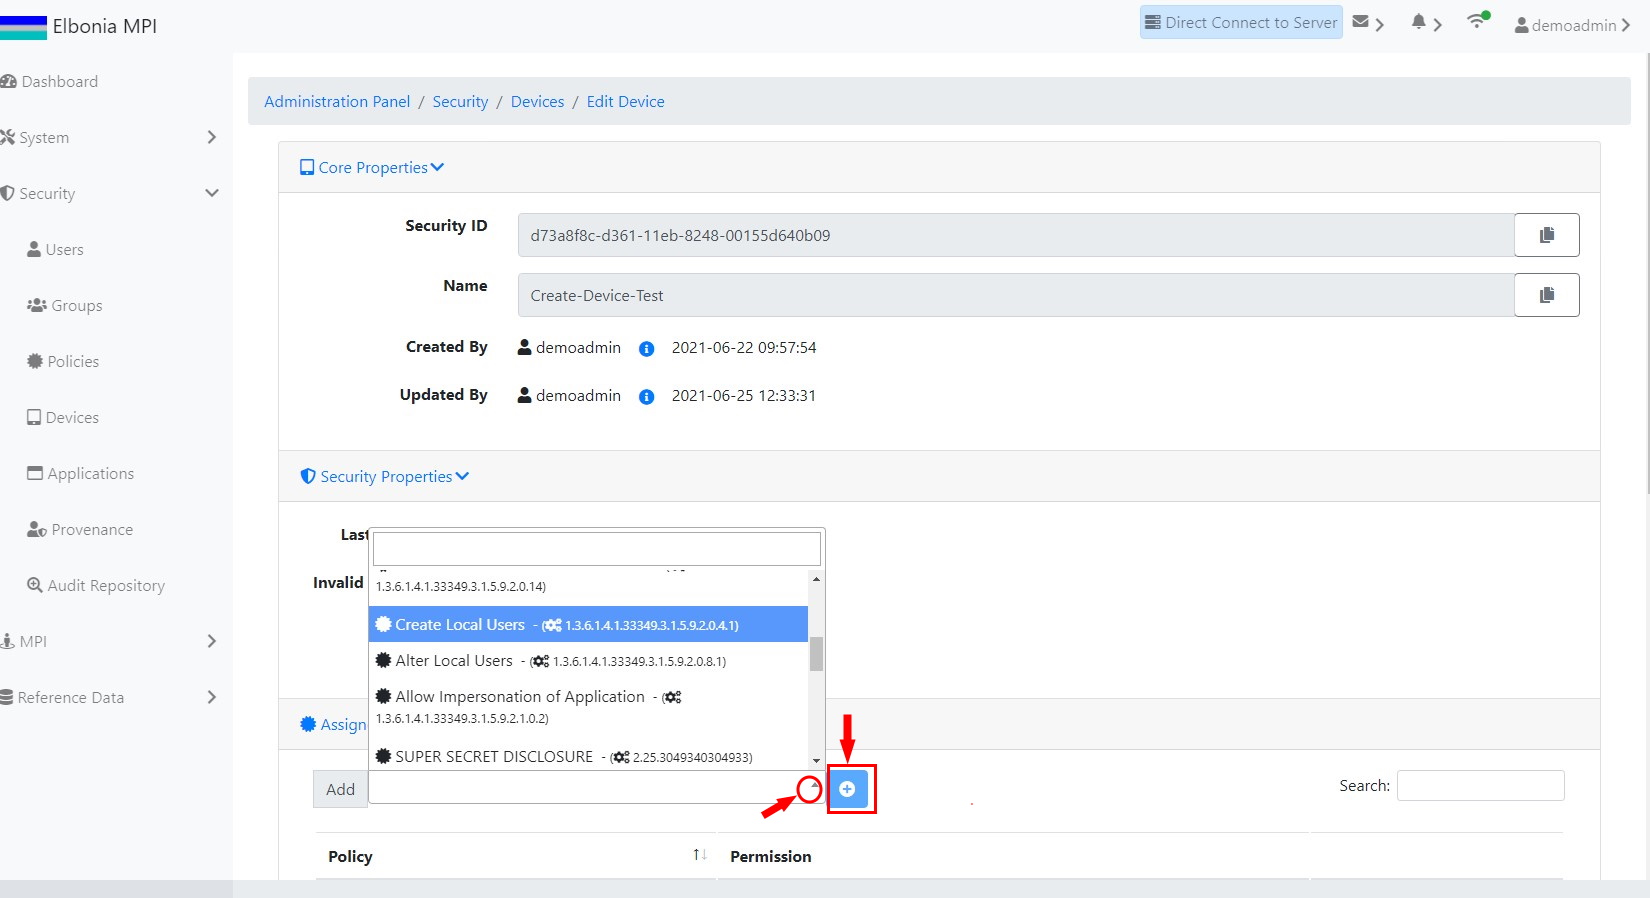 Elbonia MPI
Direct Connect to Server
demoadmin
Dashboard
System
Security
Users
Groups
Policies
Devices
Applications
Provenance
Audit Repository
MPI
Reference Data
Administration Panel / Security / Devices / Edit Device
Core Properties
Security ID d73a8f8c-d361-11eb-8248-00155d640b09
Name Create-Device-Test
Created By demoadmin 2021-06-22 09:57:54
Updated By demoadmin 2021-06-25 12:33:31
Security Properties
Last
Invalid
1.3.6.1.4.1.33349.3.1.5.9.2.0.14)
Create Local Users - ( 1.3.6.1.4.1.33349.3.1.5.9.2.0.4.1)
Alter Local Users - ( 1.3.6.1.4.1.33349.3.1.5.9.2.0.8.1)
Allow Impersonation of Application - (
1.3.6.1.4.1.33349.3.1.5.9.2.1.0.2)
SUPER SECRET DISCLOSURE - ( 2.25.3049340304933)
Assign
Add
Search:
Policy Permission